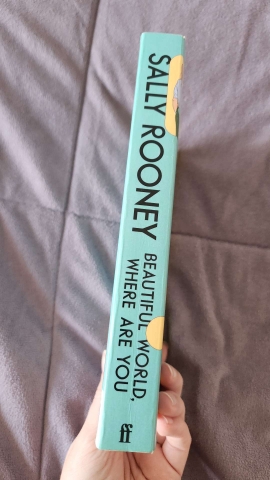 SALLY ROONEY
BEAUTIFUL WORLD,
WHERE ARE YOU
ff